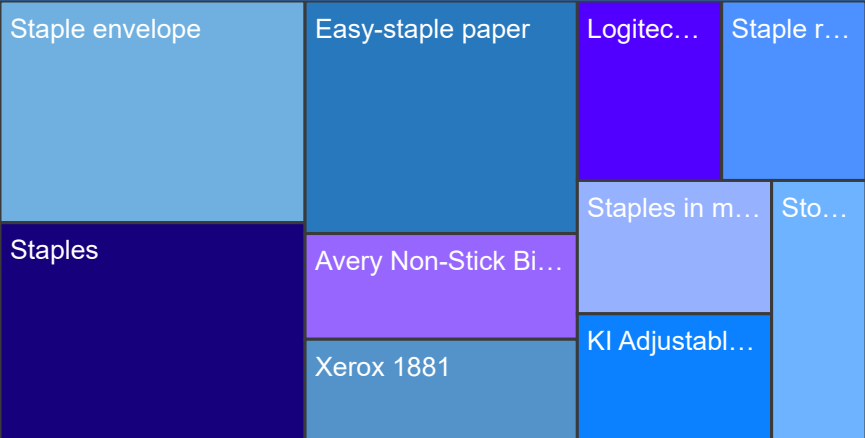 Staple envelope
Easy-staple paper
Logitec…
Staple r…
Staples
Avery Non-Stick Bi…
Xerox 1881
Staples in m…
Sto…
KI Adjustabl…